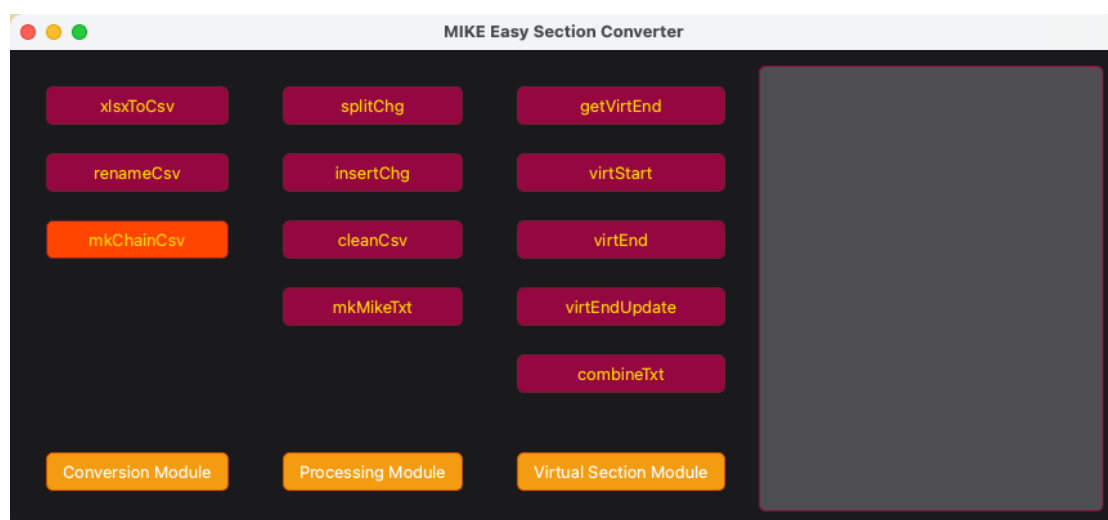 MIKE Easy Section Converter
xlsxToCsv
splitChg
getVirtEnd
renameCsv
insertChg
virtStart
mkChainCsv
cleanCsv
virtEnd
mkMikeTxt
virtEndUpdate
combineTxt
Conversion Module
Processing Module
Virtual Section Module